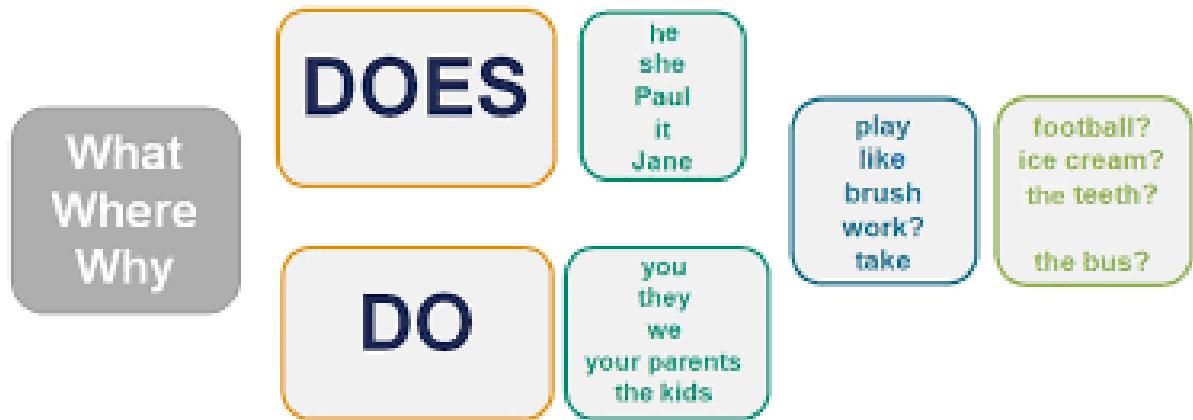 What
Where
Why
DOES
he
she
Paul
it
Jane
DO
you
they
we
your parents
the kids
play
like
brush
work?
take
football?
ice cream?
the teeth?
the bus?